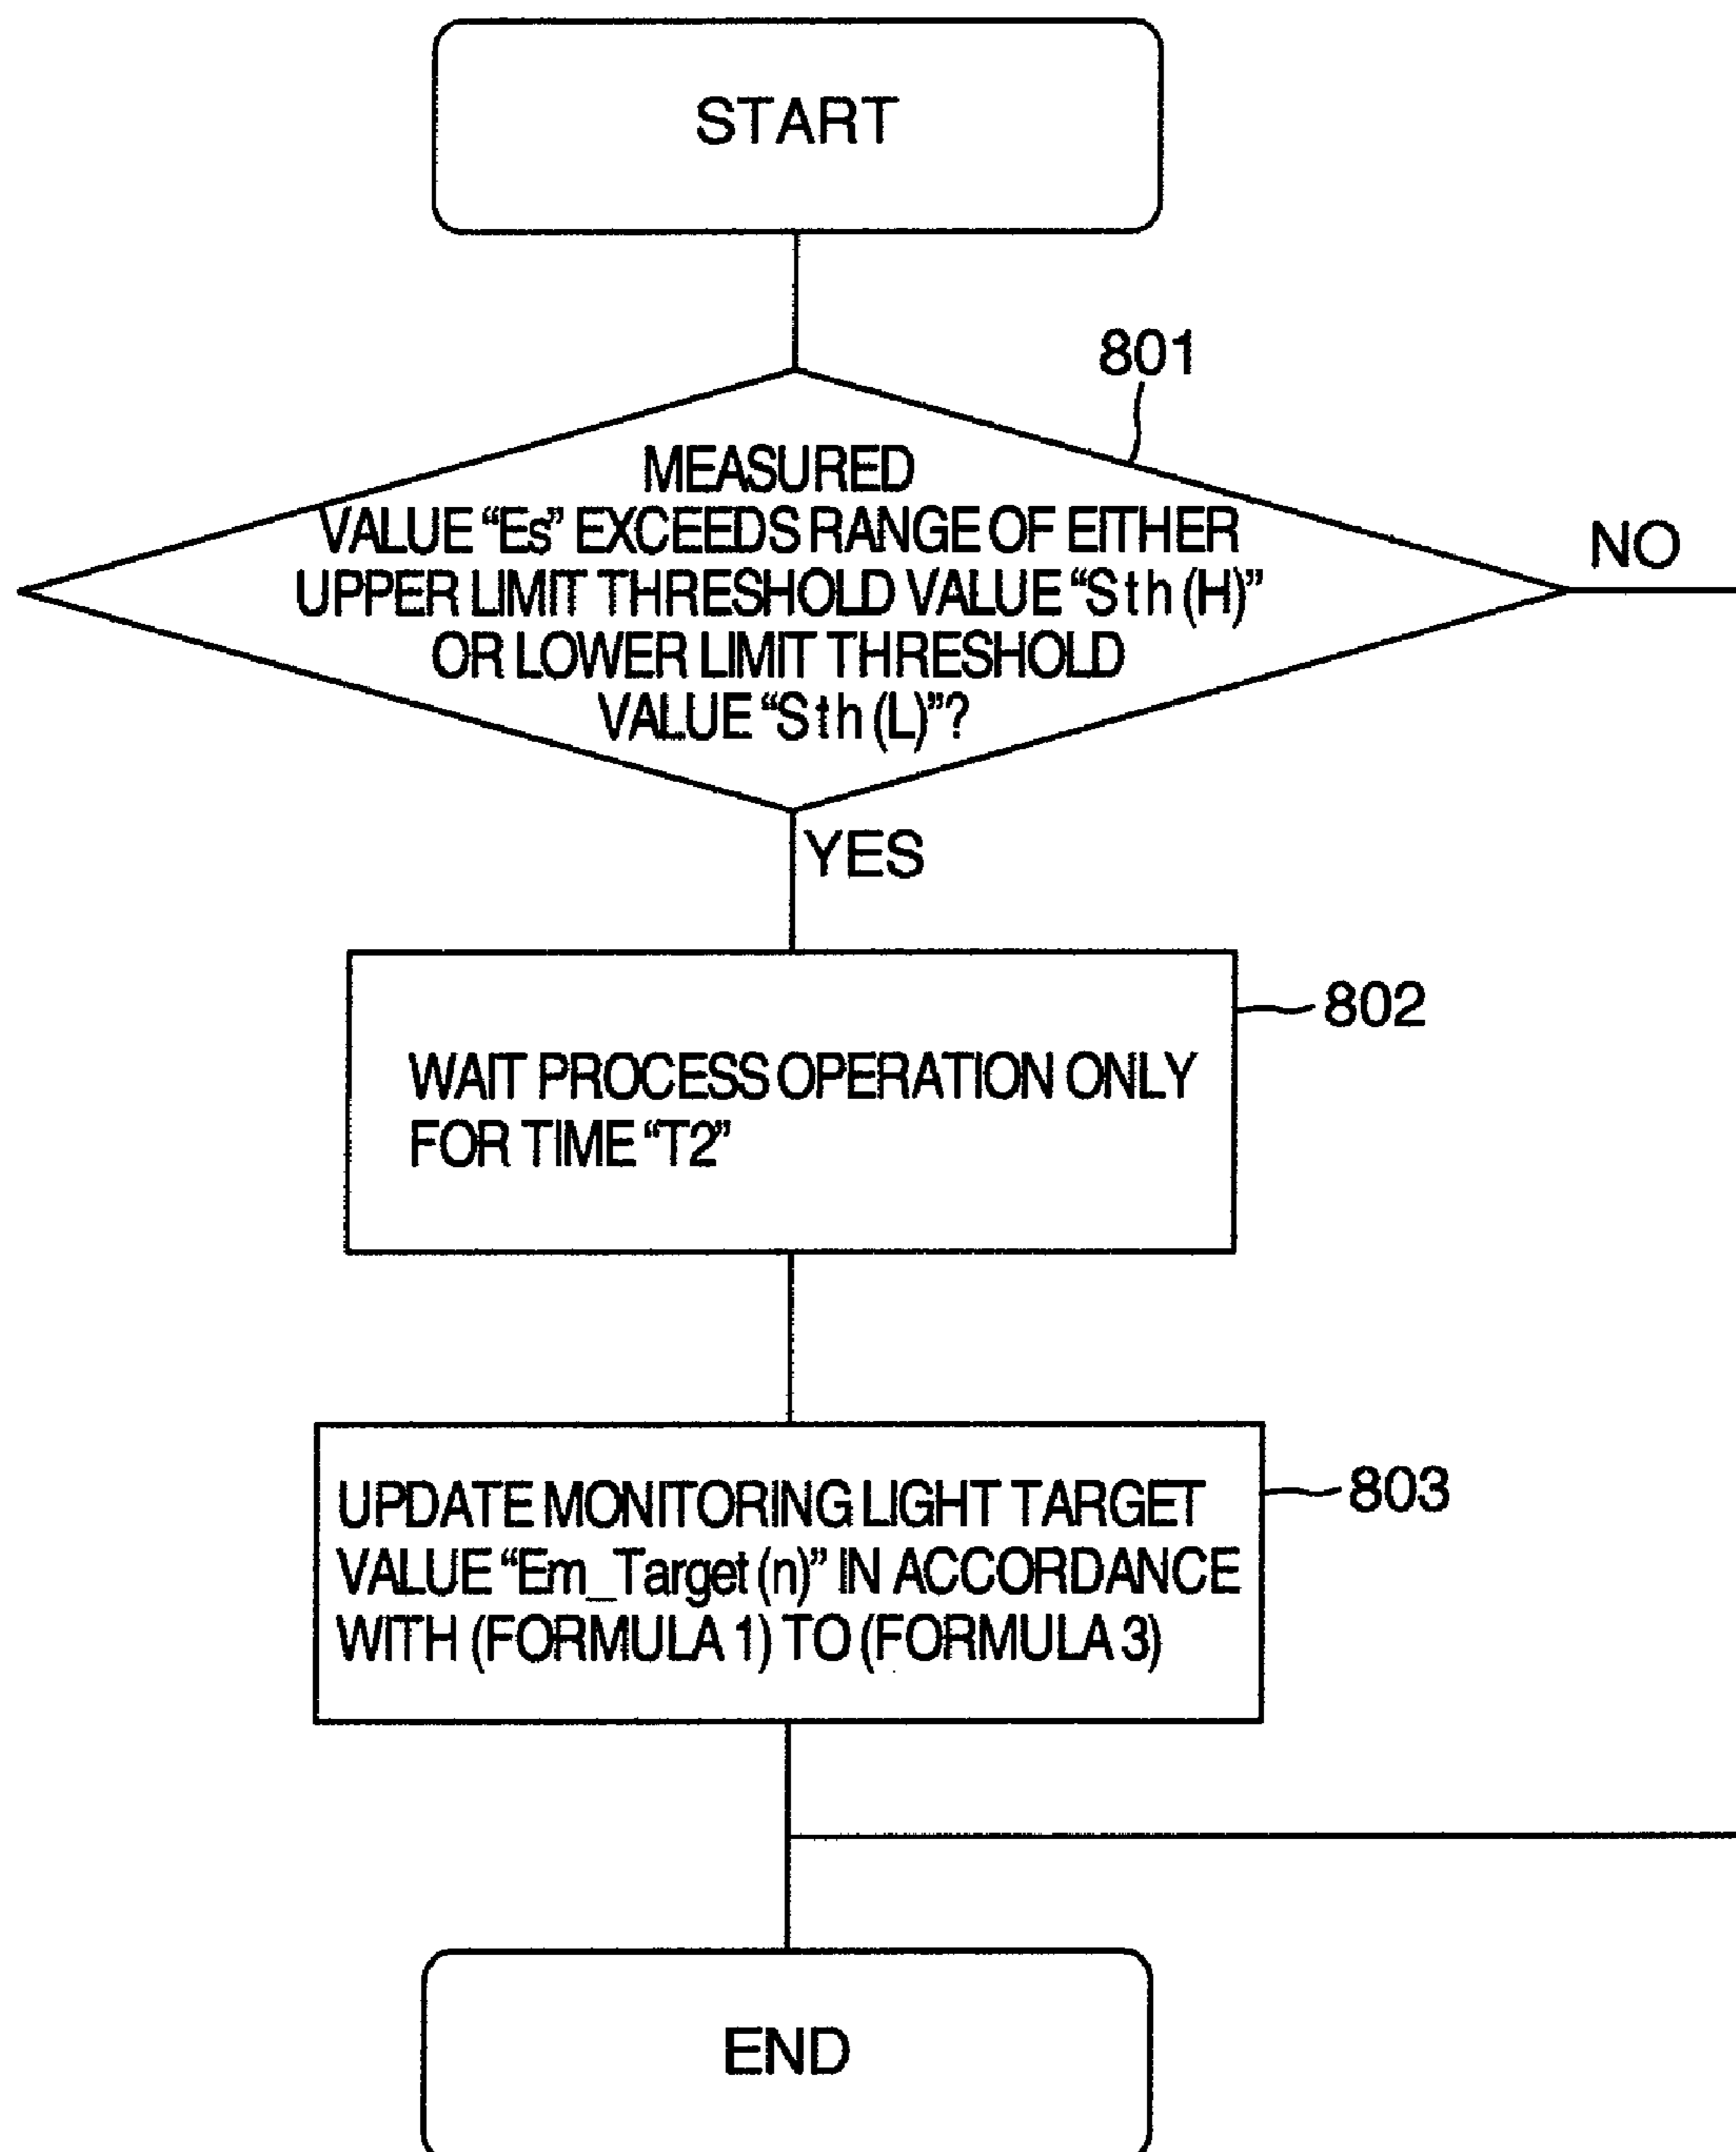 START
801
MEASURED
VALUE “Es” EXCEEDS RANGE OF EITHER
UPPER LIMIT THRESHOLD VALUE “Sth(H)”
OR LOWER LIMIT THRESHOLD
VALUE “Sth(L)”?
NO
YES
802
WAIT PROCESS OPERATION ONLY
FOR TIME “T2”
803
UPDATE MONITORING LIGHT TARGET
VALUE “Em_Target(n)” IN ACCORDANCE
WITH (FORMULA 1) TO (FORMULA 3)
END